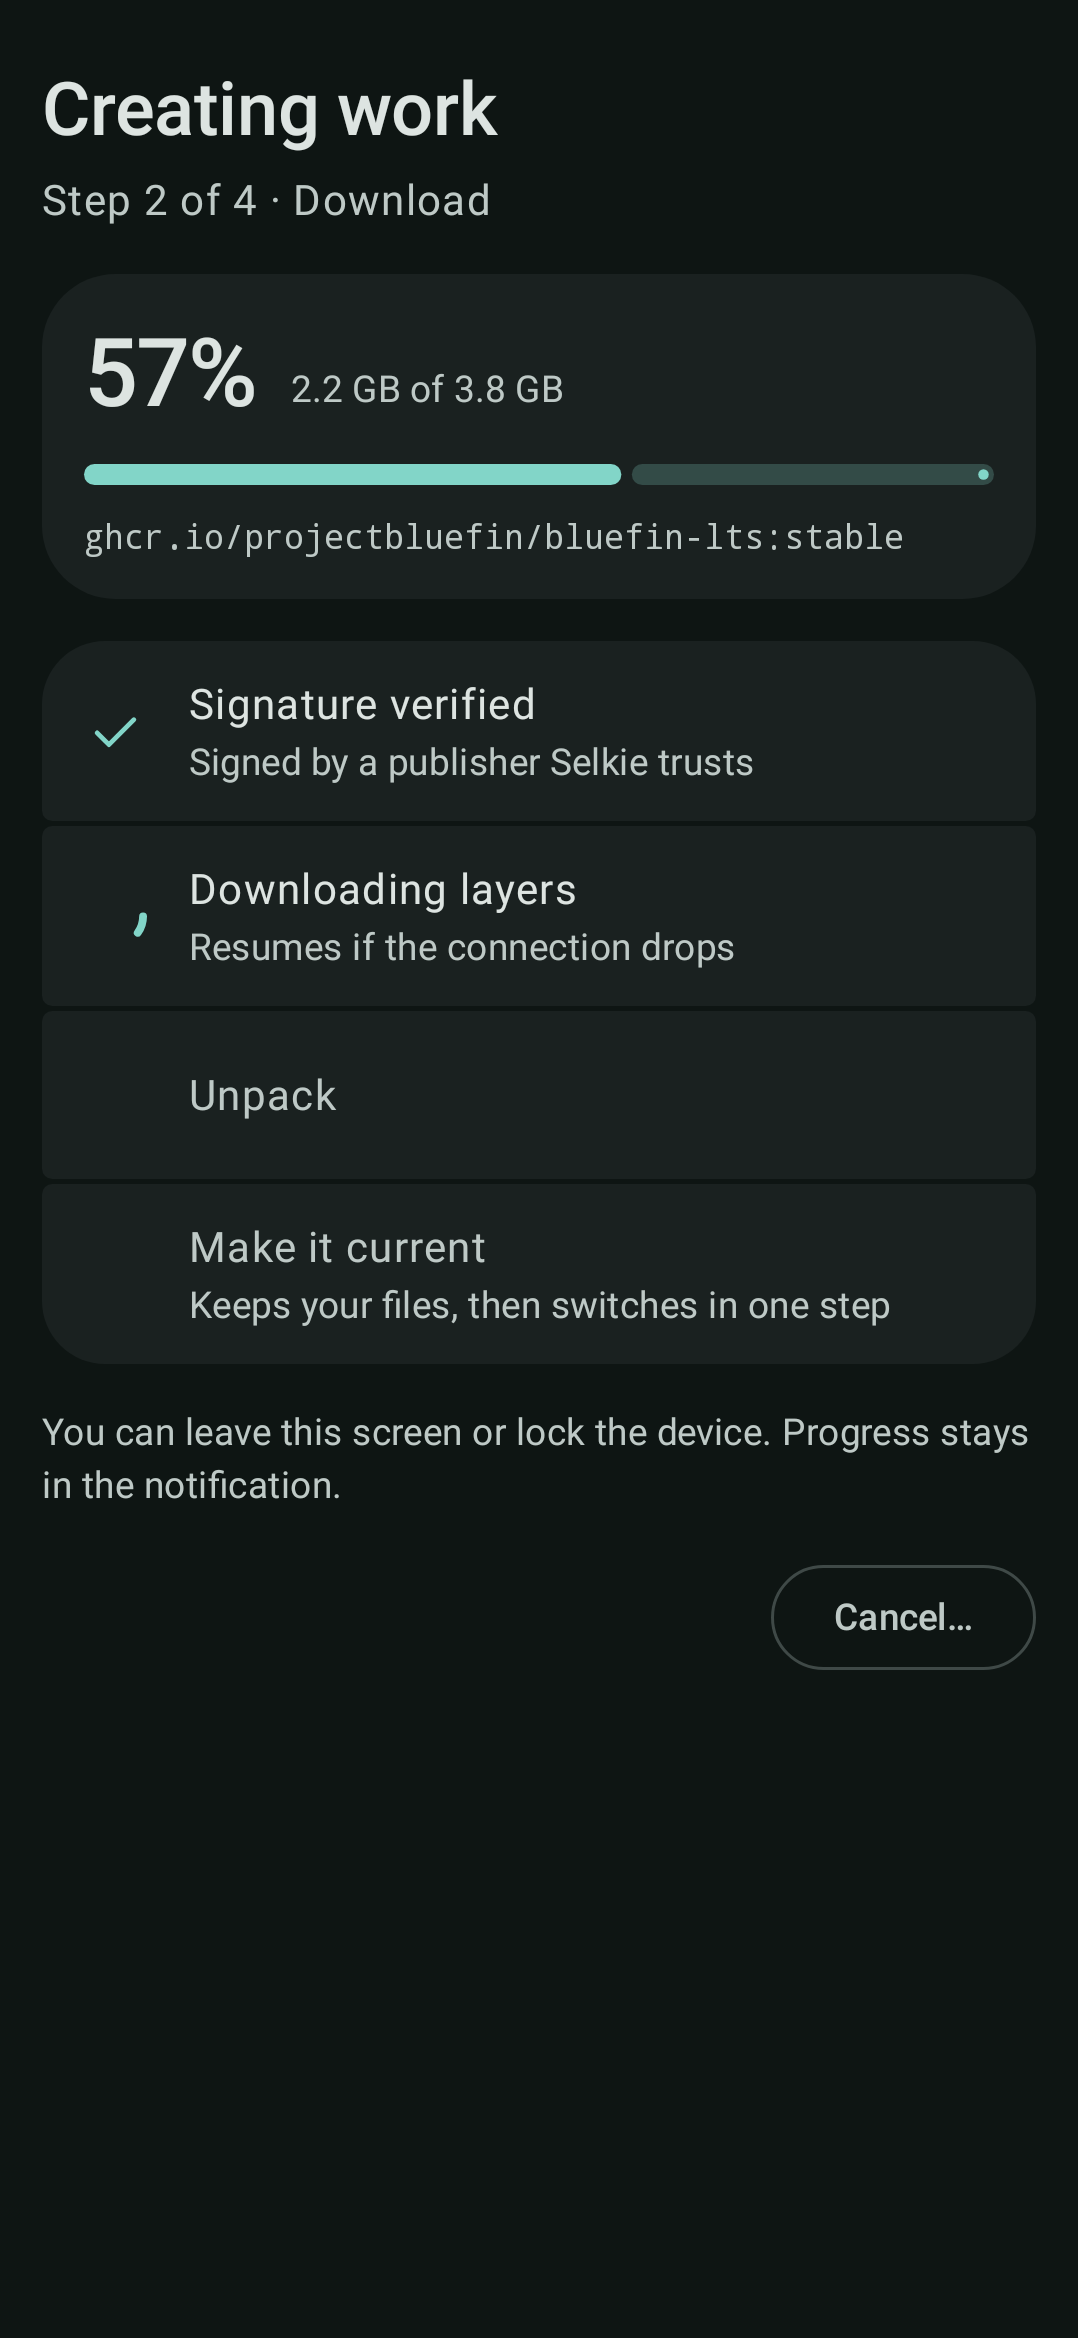 Creating work
Step 2 of 4 · Download
57% 2.2 GB of 3.8 GB
ghcr.io/projectbluefin/bluefin-lts:stable
Signature verified
Signed by a publisher Selkie trusts
Downloading layers
Resumes if the connection drops
Unpack
Make it current
Keeps your files, then switches in one step
You can leave this screen or lock the device. Progress stays
in the notification.
Cancel…